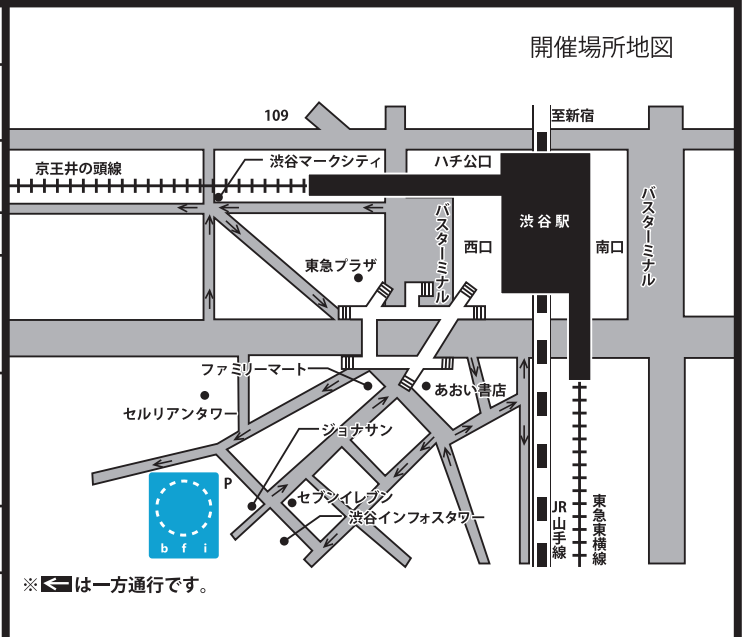 開催場所地図
109
至新宿
京王井の頭線
渋谷マークシティ
ハチ公口
渋谷駅
バスターミナル
バスターミナル
西口
南口
東急プラザ
ファミリーマート
あおい書店
セルリアンタワー
ジョナサン
P
セブンイレブン
渋谷インフォスタワー
JR山手線
東急東横線
bfi
※は一方通行です。